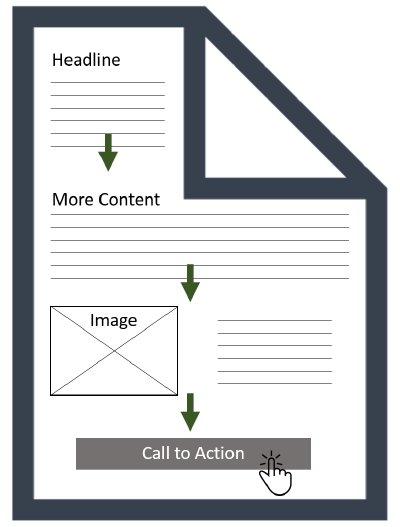 Headline
More Content
Image
Call to Action